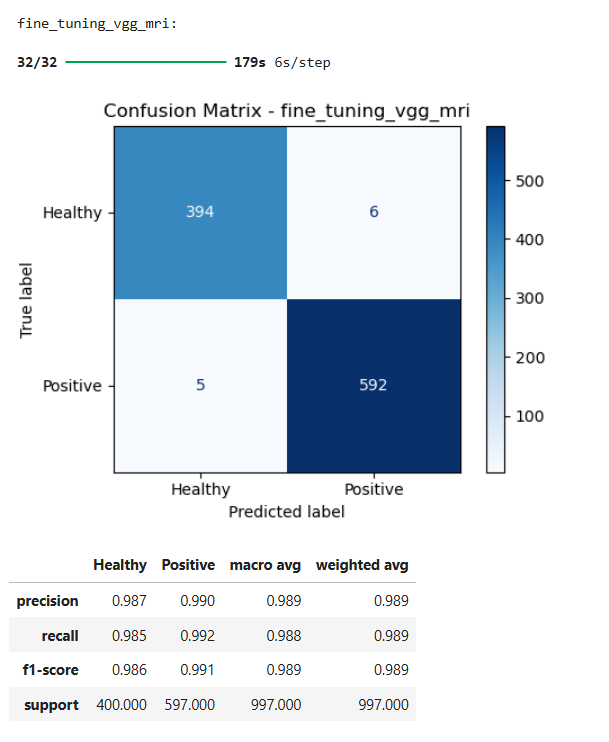 fine_tuning_vgg_mri:
32/32 179s 6s/step
Confusion Matrix - fine_tuning_vgg_mri
Healthy 394 6
500
400
300
200
100
True label
Positive 5 592
Healthy Positive
Predicted label
Healthy Positive macro avg weighted avg
precision 0.987 0.990 0.989 0.989
recall 0.985 0.992 0.988 0.989
f1-score 0.986 0.991 0.989 0.989
support 400.000 597.000 997.000 997.000